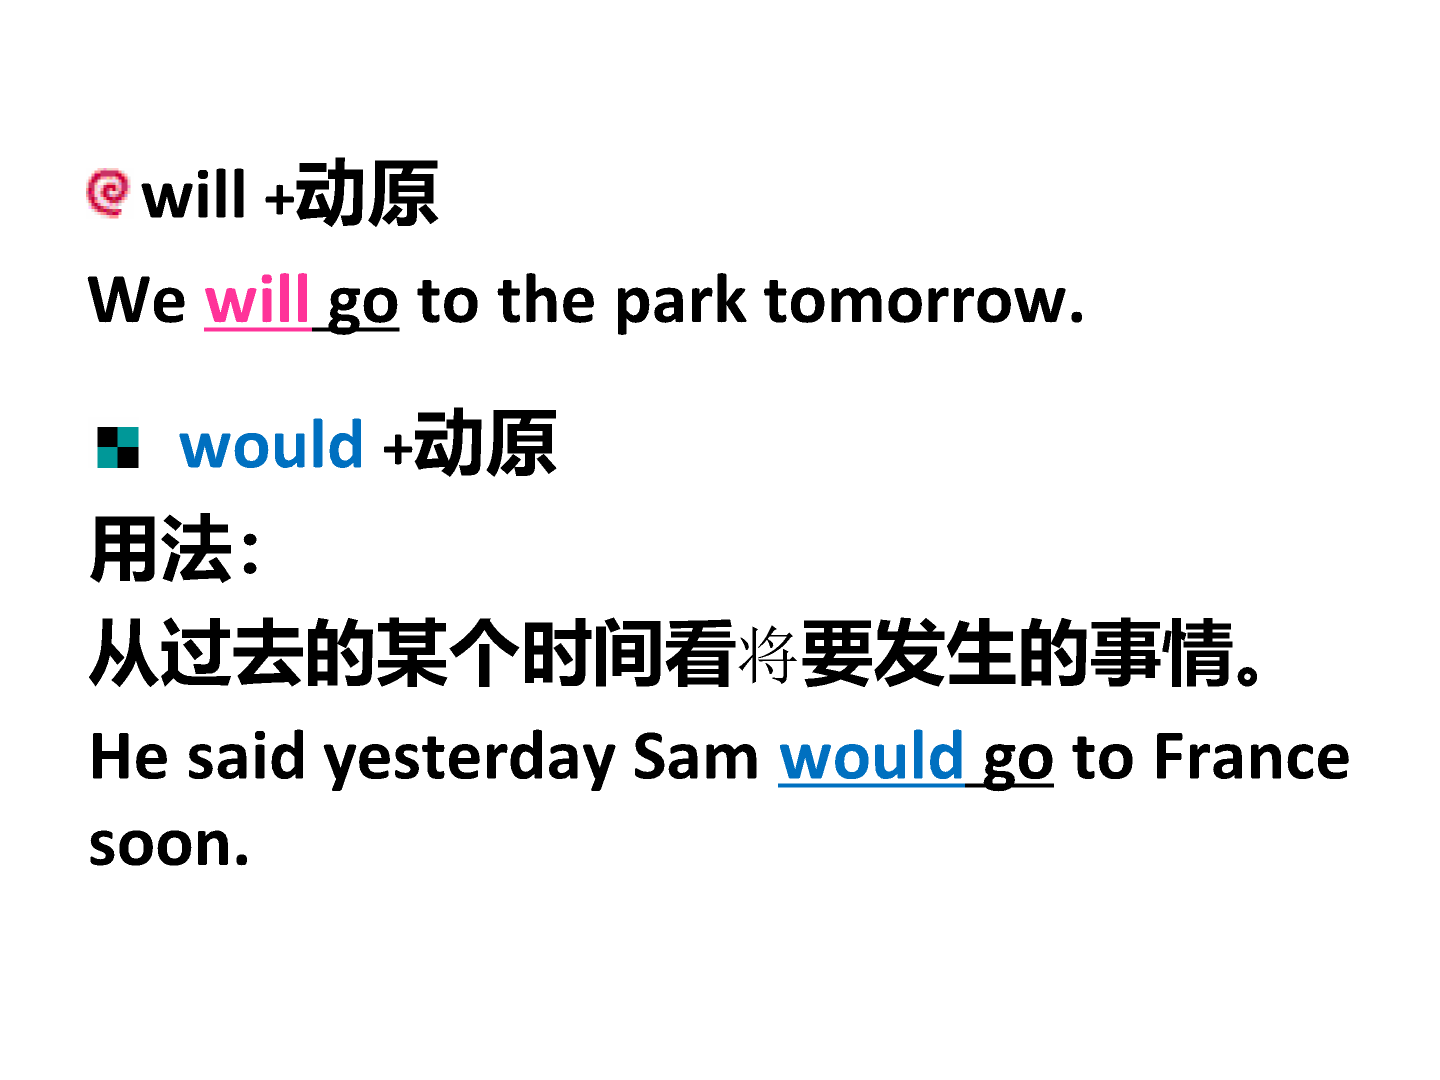 will +动原
We will go to the park tomorrow.
would +动原
用法：
从过去的某个时间看将要发生的事情。
He said yesterday Sam would go to France
soon.